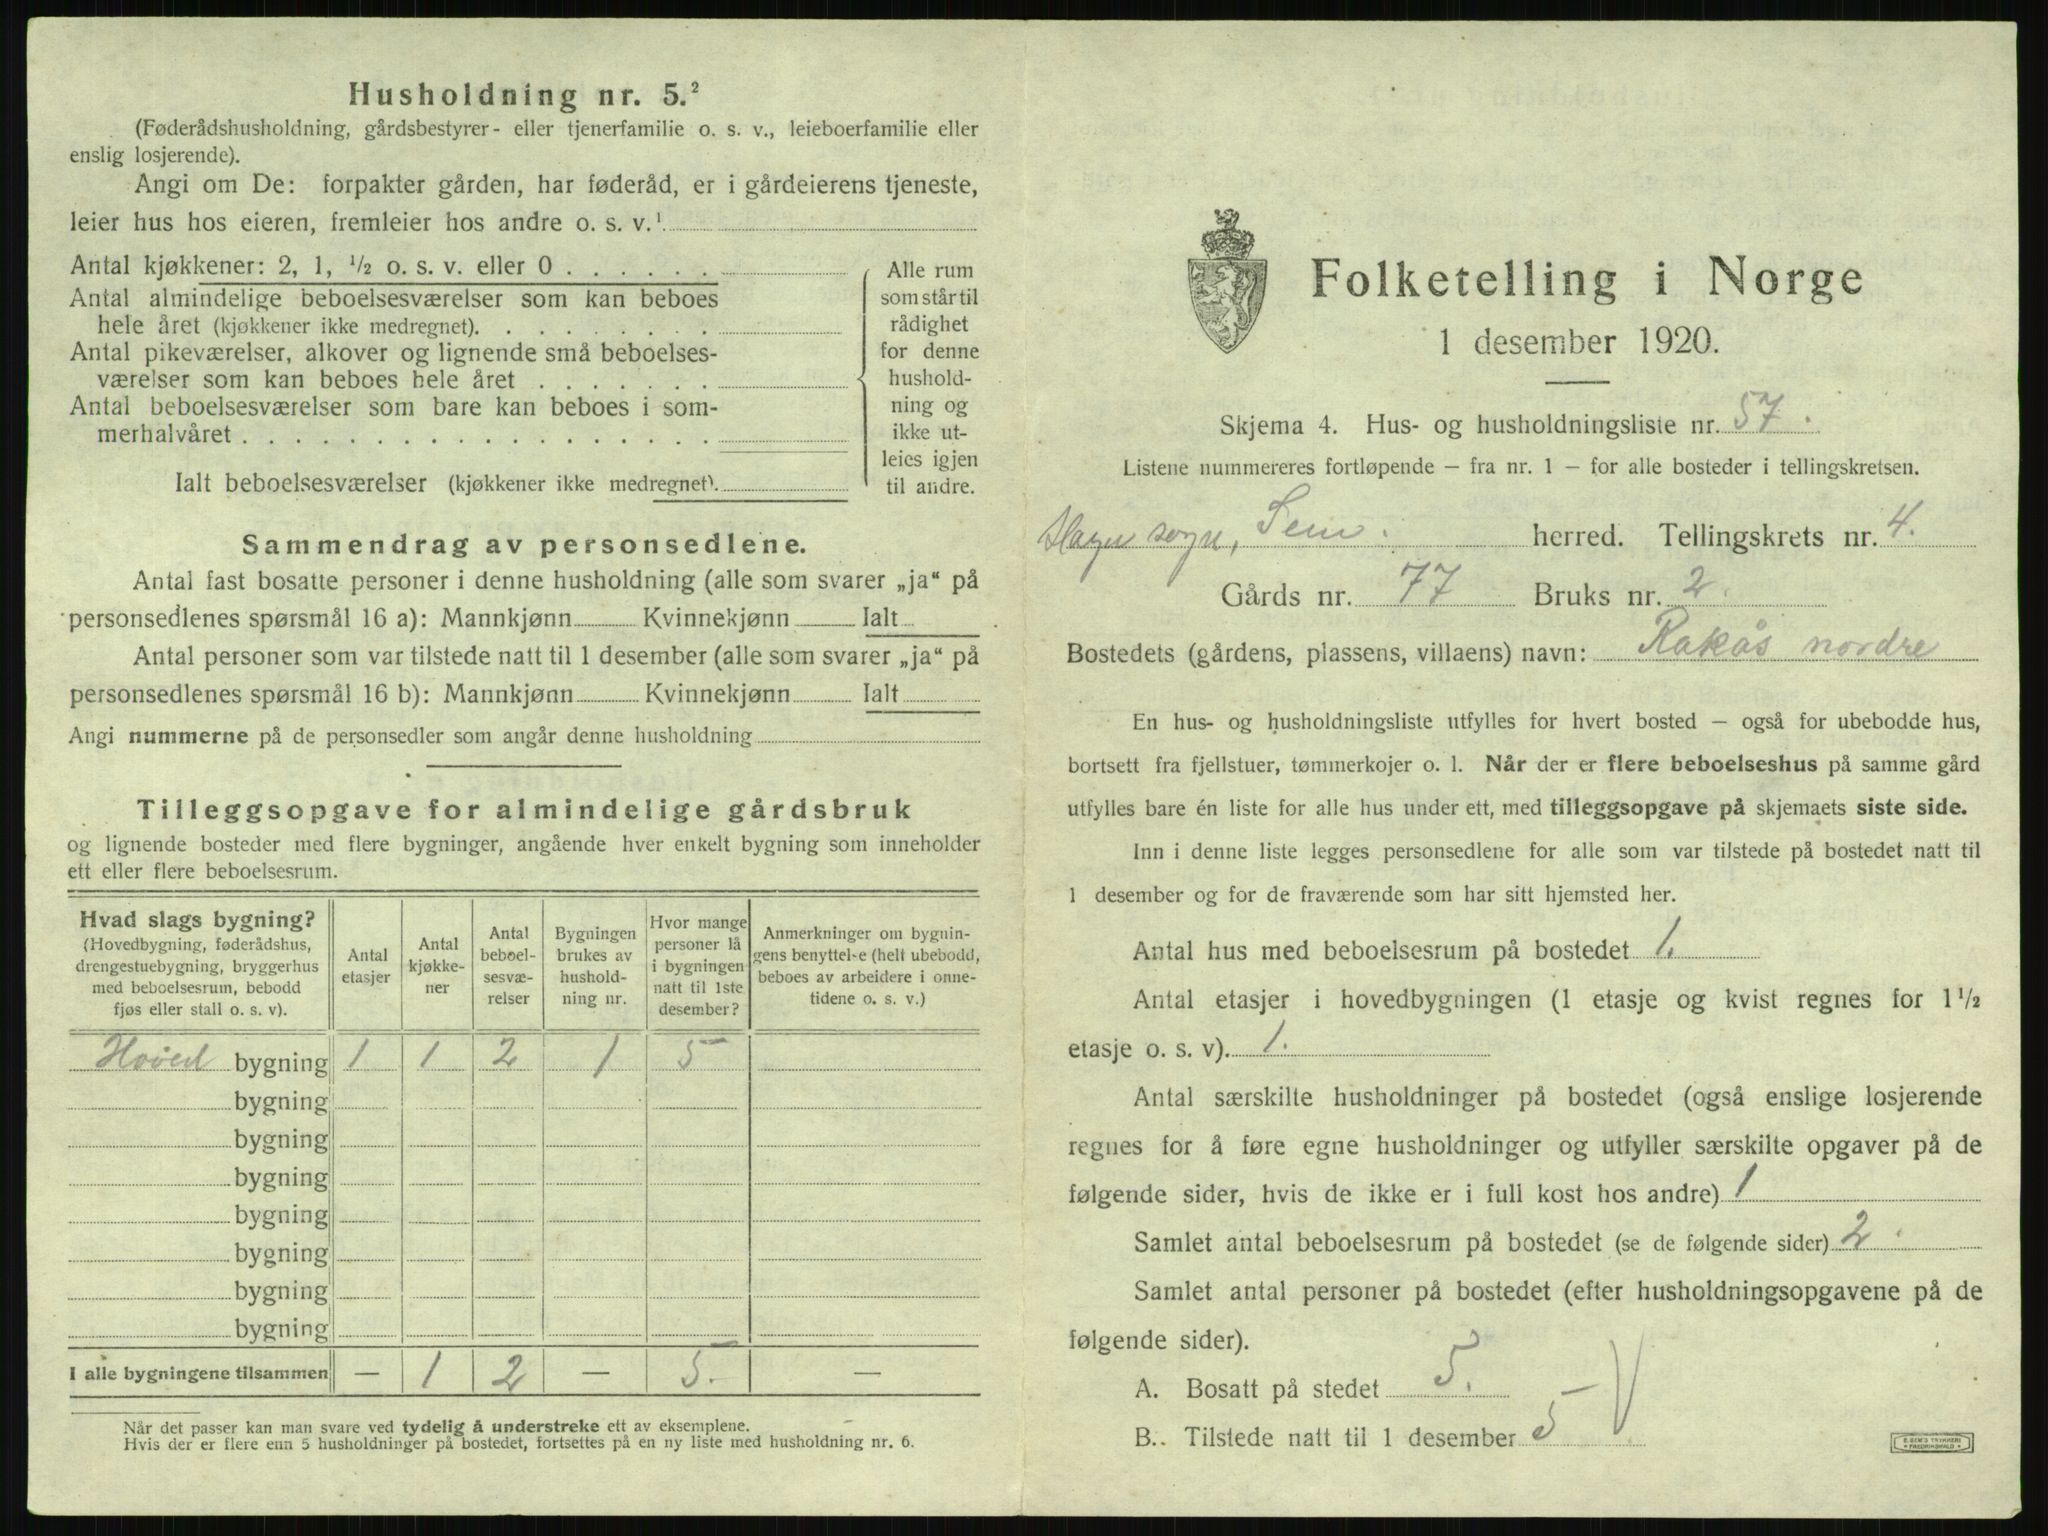 Husholdning nr. 5.²
(Føderådshusholdning, gårdsbestyrer- eller tjenerfamilie o. s. v., leieboerfamilie eller
enslig losjerende).
Angi om De: forpakter gården, har føderåd, er i gårdeierens tjeneste,
leier hus hos eieren, fremleier hos andre o. s. v.¹
Antal kjøkkener: 2, 1, ½ o. s. v. eller 0 . . . . . .
Antal almindelige beboelsesværelser som kan beboes
hele året (kjøkkener ikke medregnet). . . . . . . . .
Antal pikeværelser, alkover og lignende små beboelses-
værelser som kan beboes hele året . . . . . . .
Antal beboelsesværelser som bare kan beboes i som-
merhalvåret . . . . . . . . . . . . . . . . . .
Ialt beboelsesværelser (kjøkkener ikke medregnet).
Alle rum
som står til
rådighet
for denne
hushold-
ning og
ikke ut-
leies igjen
til andre.
Sammendrag av personsedlene.
Antal fast bosatte personer i denne husholdning (alle som svarer „ja“ på
personsedlenes spørsmål 16 a): Mannkjønn Kvinnekjønn Ialt
Antal personer som var tilstede natt til 1 desember (alle som svarer „ja“ på
personsedlenes spørsmål 16 b): Mannkjønn Kvinnekjønn Ialt
Angi nummerne på de personsedler som angår denne husholdning
Tilleggsopgave for almindelige gårdsbruk
og lignende bosteder med flere bygninger, angående hver enkelt bygning som inneholder
ett eller flere beboelsesrum.
Hvad slags bygning?
(Hovedbygning, føderådshus,
drengestuebygning, bryggerhus
med beboelsesrum, bebodd
fjøs eller stall o. s. v).
Antal
etasjer
Antal
kjøkke-
ner
Antal
beboel-
sesvæ-
relser
Bygningen
brukes av
hushold-
ning nr.
Hvor mange
personer lå
i bygningen
natt til 1ste
desember?
Anmerkninger om bygnin-
gens benyttel-e (helt ubebodd,
beboes av arbeidere i onne-
tidene o. s. v.)
Hoved bygning 1 1 2 1 5
bygning
bygning
bygning
bygning
bygning
bygning
bygning
I alle bygningene tilsammen — 1 2 — 5. —
Når det passer kan man svare ved tydelig å understreke ett av eksemplene.
Hvis der er flere enn 5 husholdninger på bostedet, fortsettes på en ny liste med husholdning nr. 6.
Folketelling i Norge
1 desember 1920.
Skjema 4. Hus- og husholdningsliste nr. 57.
Listene nummereres fortløpende — fra nr. 1 — for alle bosteder i tellingskretsen.
sogn, Sem. herred. Tellingskrets nr. 4.
Gårds nr. 77 Bruks nr. 2.
Bostedets (gårdens, plassens, villaens) navn: Rakås nordre
En hus- og husholdningsliste utfylles for hvert bosted — også for ubebodde hus,
bortsett fra fjellstuer, tømmerkojer o. l. Når der er flere beboelseshus på samme gård
utfylles bare én liste for alle hus under ett, med tilleggsopgave på skjemaets siste side.
Inn i denne liste legges personsedlene for alle som var tilstede på bostedet natt til
1 desember og for de fraværende som har sitt hjemsted her.
Antal hus med beboelsesrum på bostedet 1.
Antal etasjer i hovedbygningen (1 etasje og kvist regnes for 1½
etasje o. s. v). 1.
Antal særskilte husholdninger på bostedet (også enslige losjerende
regnes for å føre egne husholdninger og utfyller særskilte opgaver på de
følgende sider, hvis de ikke er i full kost hos andre) 1
Samlet antal beboelsesrum på bostedet (se de følgende sider) 2.
Samlet antal personer på bostedet (efter husholdningsopgavene på de
følgende sider).
A. Bosatt på stedet 5.
B. Tilstede natt til 1 desember 5 V
E. SEM'S TRYKKERI
FREDRIKSHALD